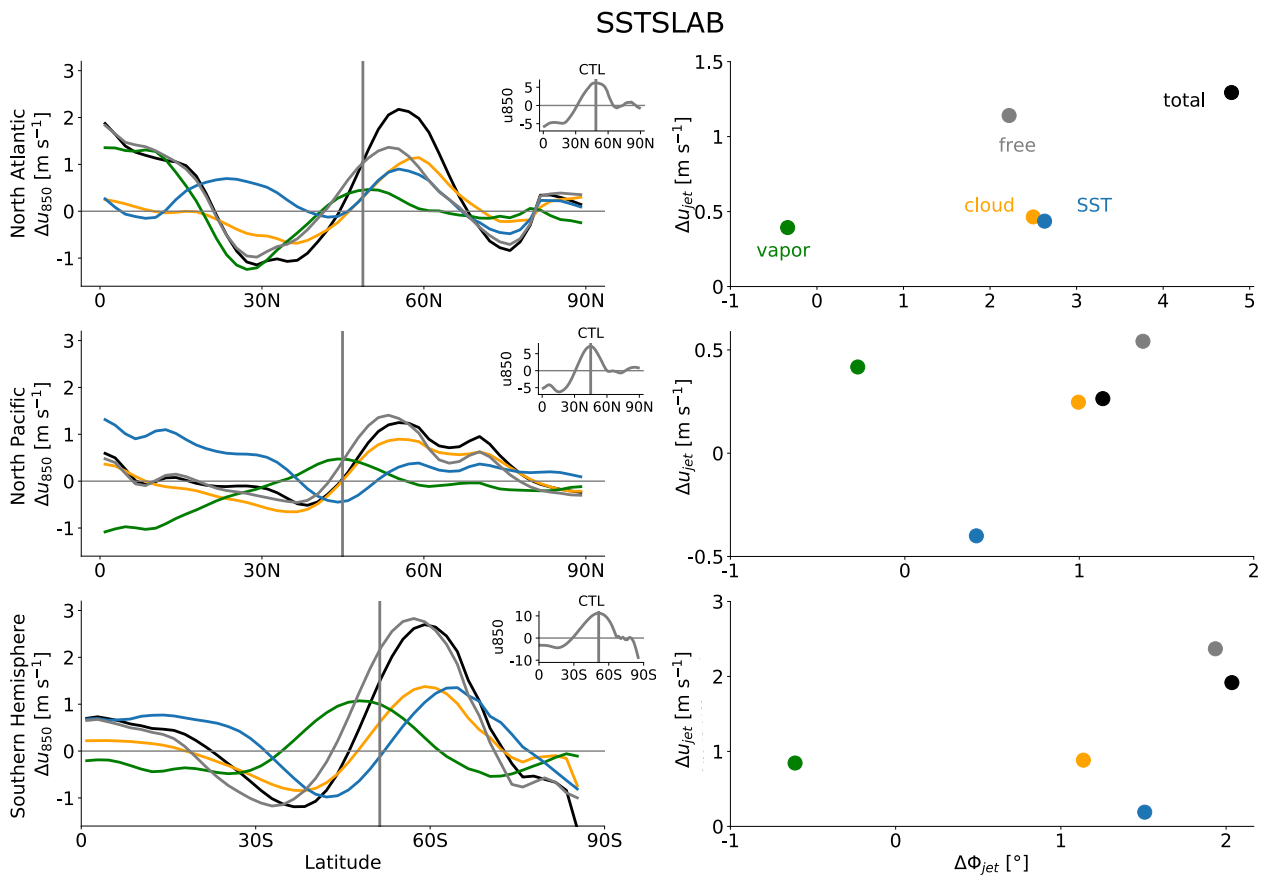 SSTSLAB
North Atlantic
Δu850 [m s⁻¹]
3
2
1
0
-1
0 30N 60N 90N
CTL
u850
5
0
-5
0 30N 60N 90N
Δujet [m s⁻¹]
1.5
1
0.5
0
-1 0 1 2 3 4 5
total
free
cloud
SST
vapor
North Pacific
Δu850 [m s⁻¹]
3
2
1
0
-1
0 30N 60N 90N
CTL
u850
5
0
-5
0 30N 60N 90N
Δujet [m s⁻¹]
0.5
0
-0.5
-1 0 1 2
Southern Hemisphere
Δu850 [m s⁻¹]
3
2
1
0
-1
0 30S 60S 90S
Latitude
CTL
u850
10
0
-10
0 30S 60S 90S
Δujet [m s⁻¹]
3
2
1
0
-1 0 1 2
ΔΦjet [°]